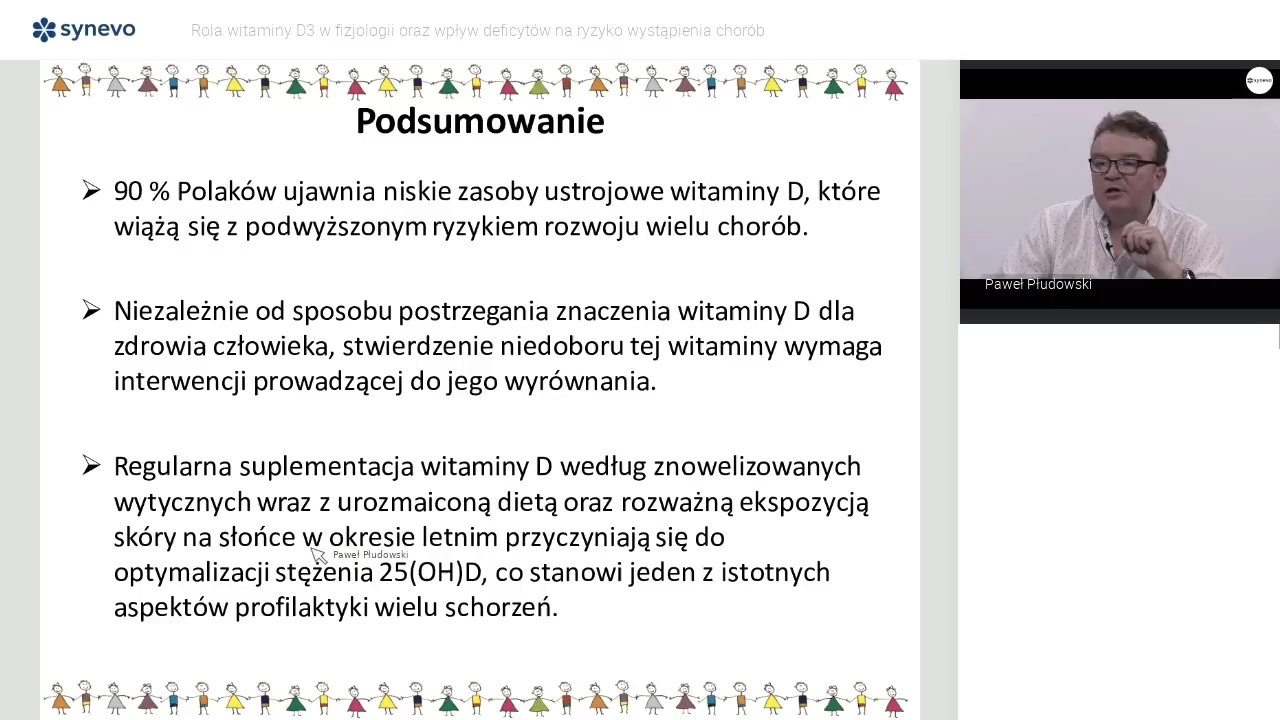 synevo
Rola witaminy D3 w fizjologii oraz wpływ deficytów na ryzyko wystąpienia chorób
Podsumowanie
90 % Polaków ujawnia niskie zasoby ustrojowe witaminy D, które
wiążą się z podwyższonym ryzykiem rozwoju wielu chorób.
Niezależnie od sposobu postrzegania znaczenia witaminy D dla
zdrowia człowieka, stwierdzenie niedoboru tej witaminy wymaga
interwencji prowadzącej do jego wyrównania.
Regularna suplementacja witaminy D według znowelizowanych
wytycznych wraz z urozmaiconą dietą oraz rozważną ekspozycją
skóry na słońce w okresie letnim przyczyniają się do
Paweł Płudowski
optymalizacji stężenia 25(OH)D, co stanowi jeden z istotnych
aspektów profilaktyki wielu schorzeń.
synevo
Paweł Płudowski